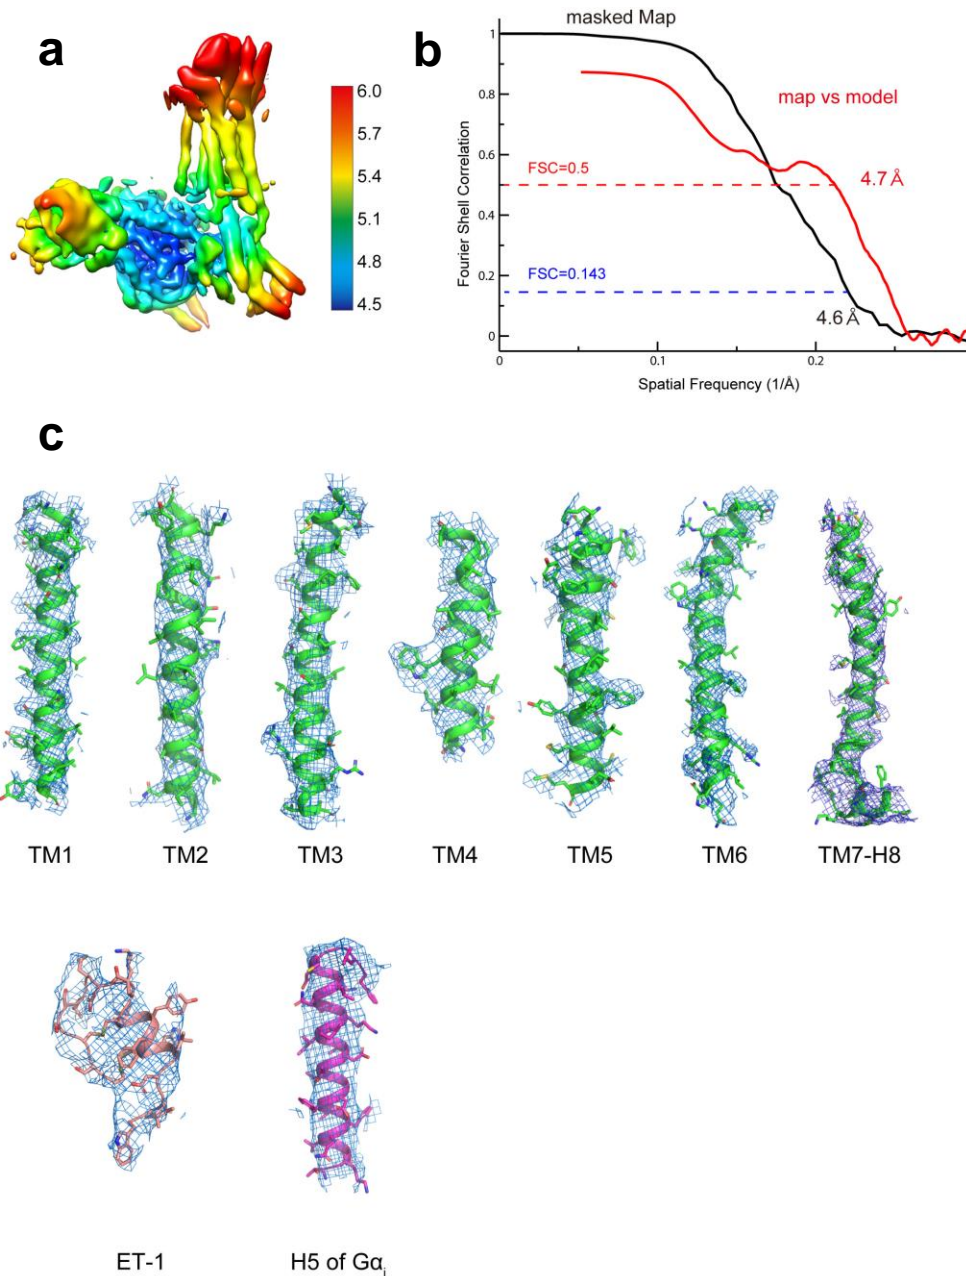 a
6.0
5.7
5.4
5.1
4.8
4.5
b
masked Map
map vs model
Fourier Shell Correlation
1
0.8
0.6
0.4
0.2
0
FSC=0.5
4.7 Å
FSC=0.143
4.6 Å
0
0.1
0.2
Spatial Frequency (1/Å)
c
TM1 TM2 TM3 TM4 TM5 TM6 TM7-H8
ET-1 H5 of Gαi